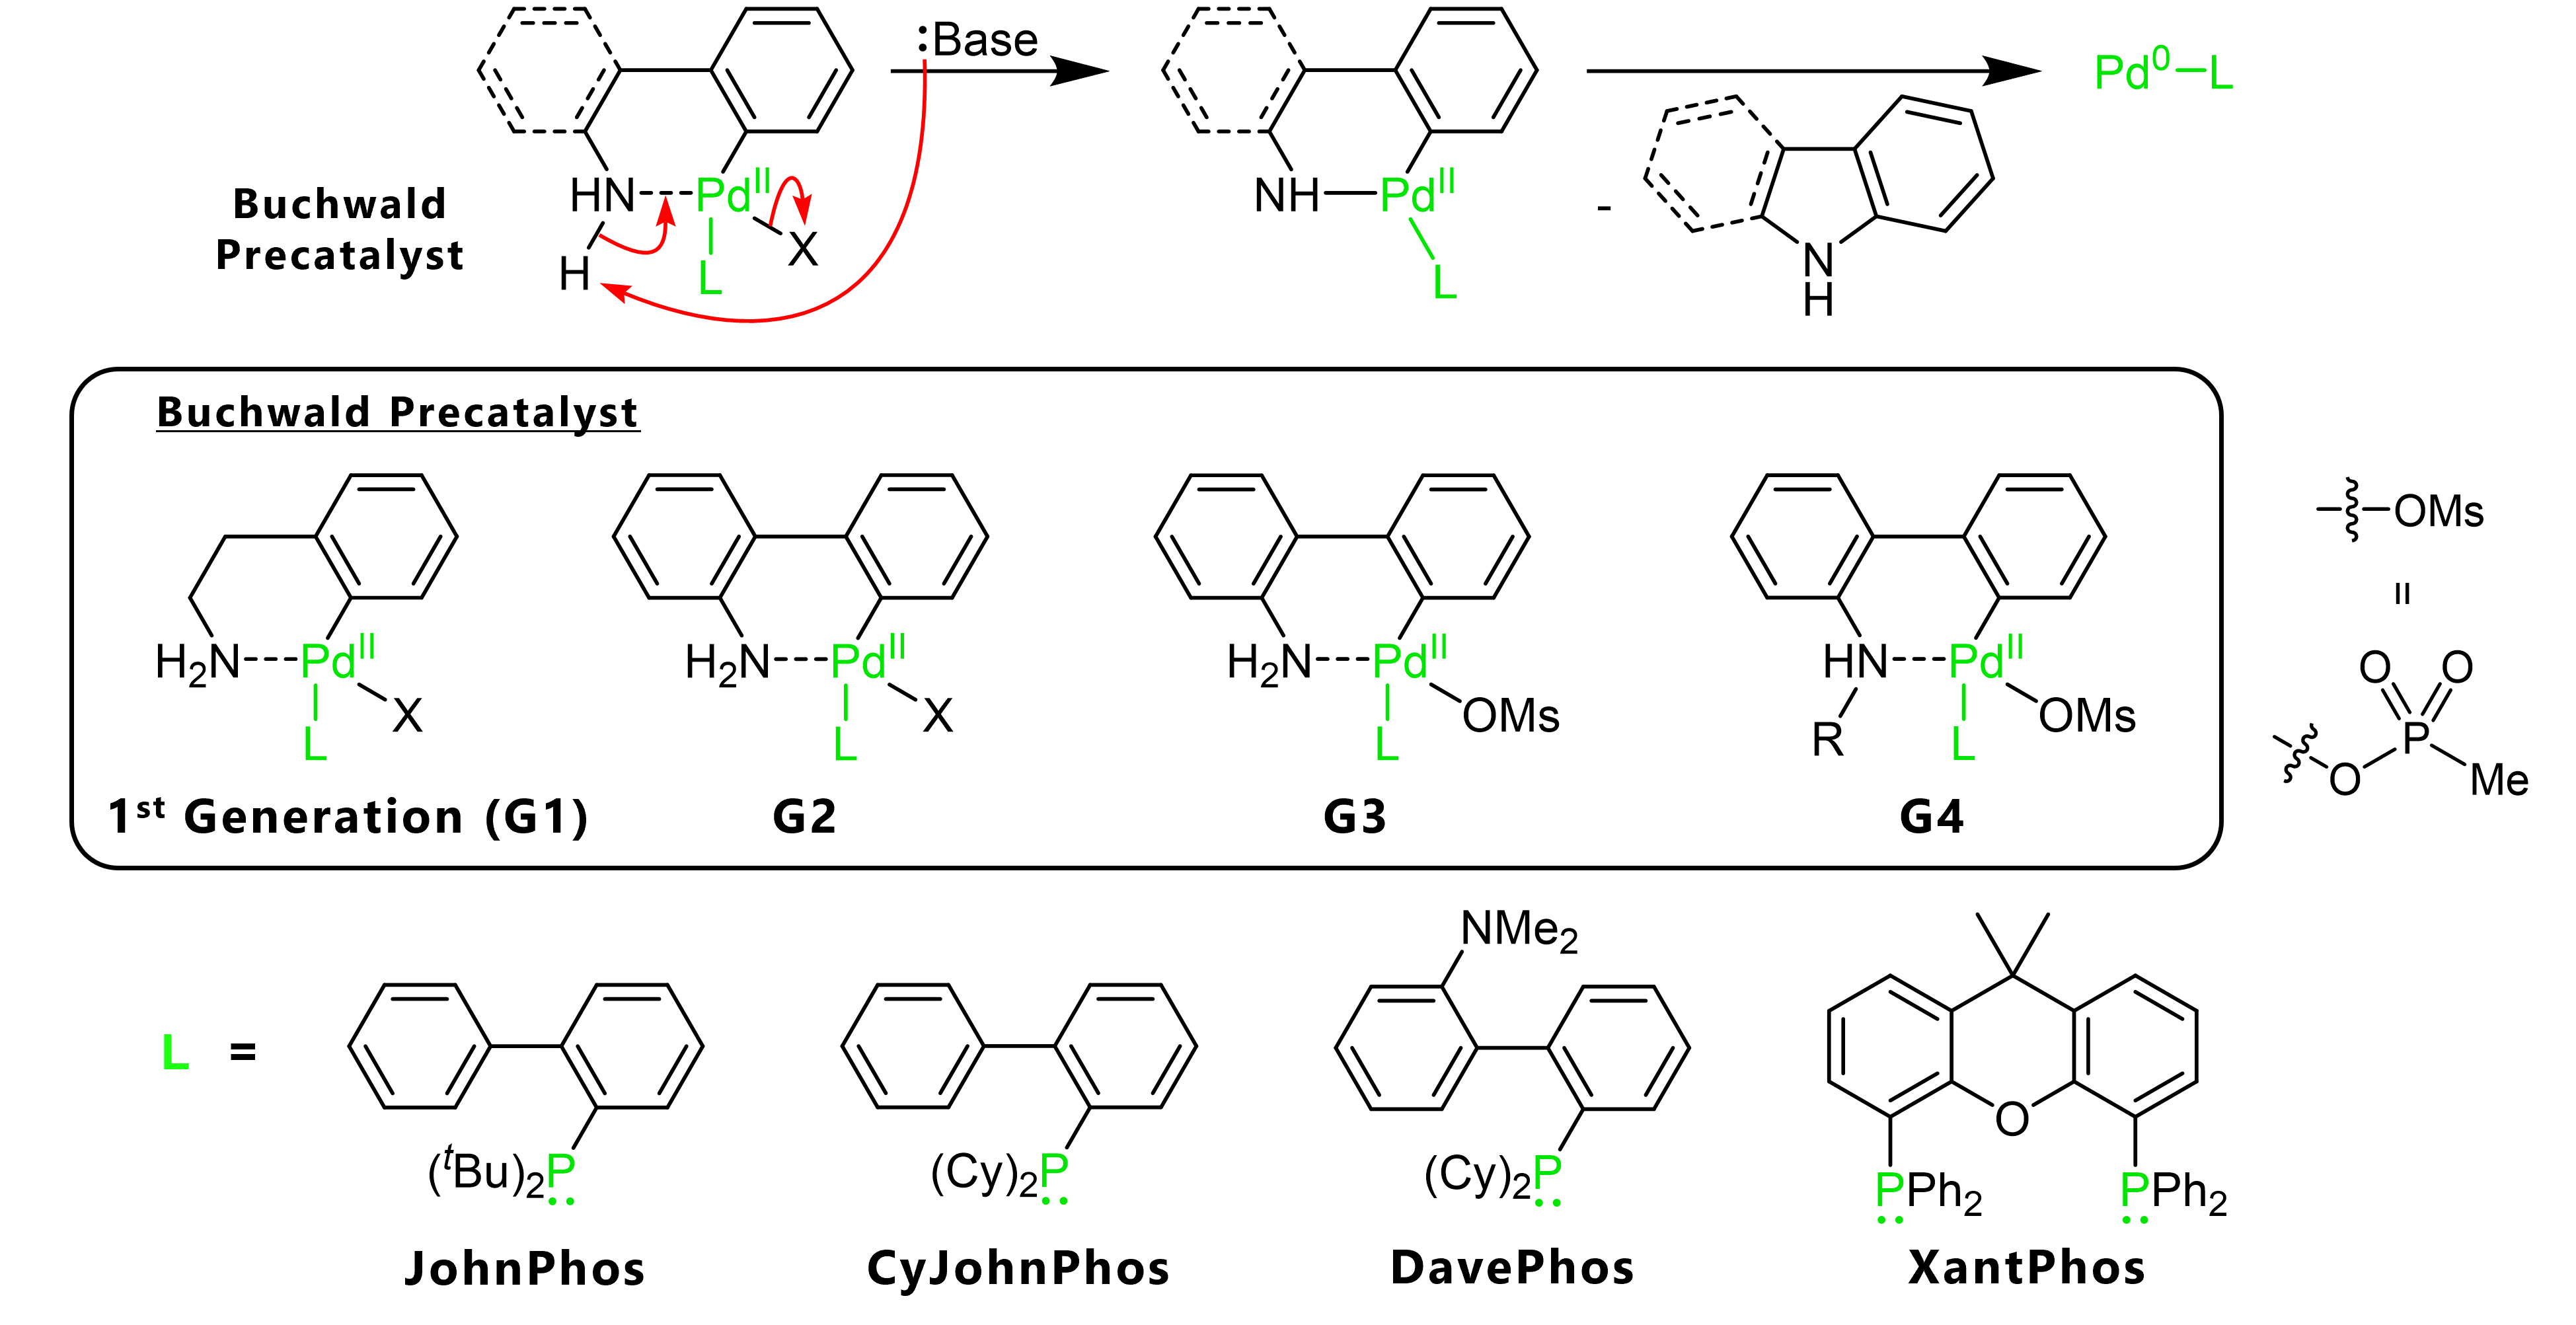 :Base
Pd⁰–L
HN
Pd^II
H
L
X
NH
Pd^II
L
-
N
H
Buchwald
Precatalyst
Buchwald Precatalyst
OMs
=
H₂N
Pd^II
L
X
H₂N
Pd^II
L
X
H₂N
Pd^II
L
OMs
HN
Pd^II
R
L
OMs
O
O
P
O
Me
1st Generation (G1)
G2
G3
G4
NMe₂
L =
O
(ᵗBu)₂P
(Cy)₂P
(Cy)₂P
PPh₂
PPh₂
JohnPhos
CyJohnPhos
DavePhos
XantPhos